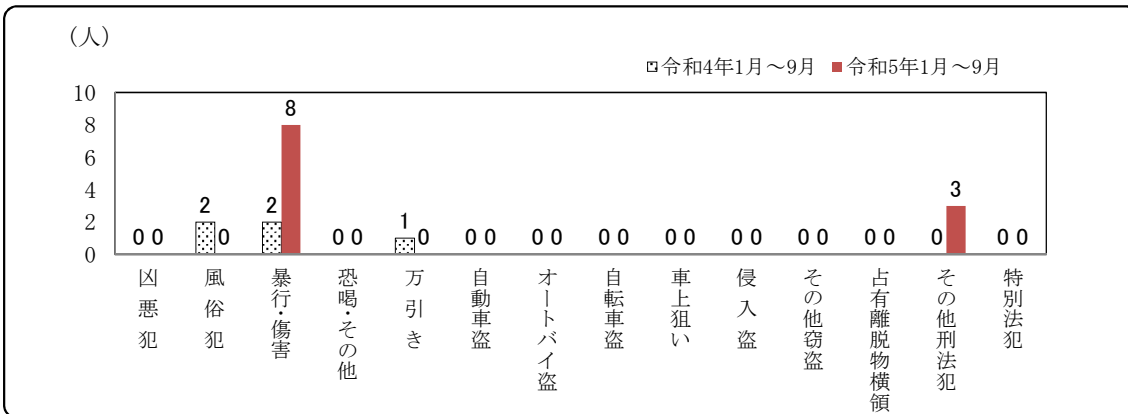 (人)
令和4年1月～9月 令和5年1月～9月
10
8
6
4
2
0
0 0 2 0 2 8 0 0 1 0 0 0 0 0 0 0 0 0 0 0 0 0 0 0 0 3 0 0
凶悪犯
風俗犯
暴行・傷害
恐喝・その他
万引き
自動車盗
オートバイ盗
自転車盗
車上狙い
侵入盗
その他窃盗
占有離脱物横領
その他刑法犯
特別法犯